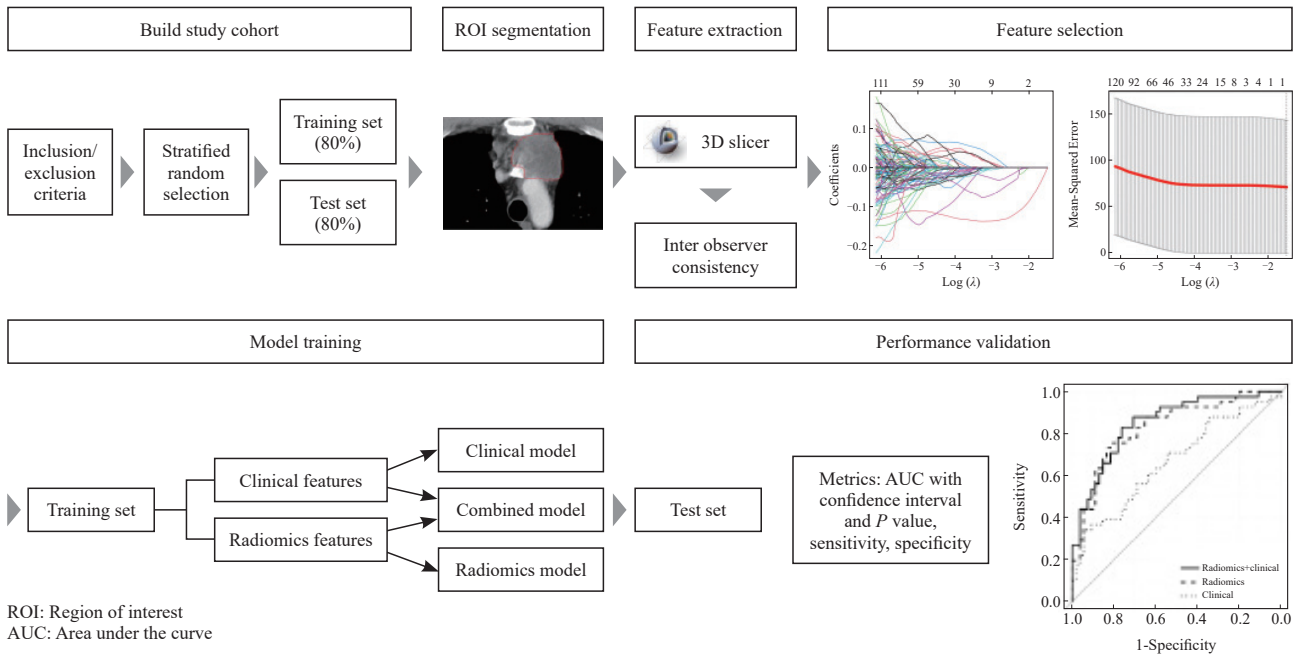 Build study cohort
ROI segmentation
Feature extraction
Feature selection
Inclusion/
exclusion
criteria
Stratified
random
selection
Training set
(80%)
Test set
(80%)
3D slicer
Inter observer
consistency
111 59 30 9 2
0.1
0.0
−0.1
−0.2
Coefficients
−6 −5 −4 −3 −2 −1
Log (λ)
120 92 66 46 33 24 15 8 3 4 1 1
150
100
50
0
Mean-Squared Error
−6 −5 −4 −3 −2
Log (λ)
Model training
Performance validation
Training set
Clinical features
Radiomics features
Clinical model
Combined model
Radiomics model
Test set
Metrics: AUC with
confidence interval
and P value,
sensitivity, specificity
1.0
0.8
0.6
0.4
0.2
0.0
Sensitivity
Radiomics+clinical
Radiomics
Clinical
1.0 0.8 0.6 0.4 0.2 0.0
1-Specificity
ROI: Region of interest
AUC: Area under the curve